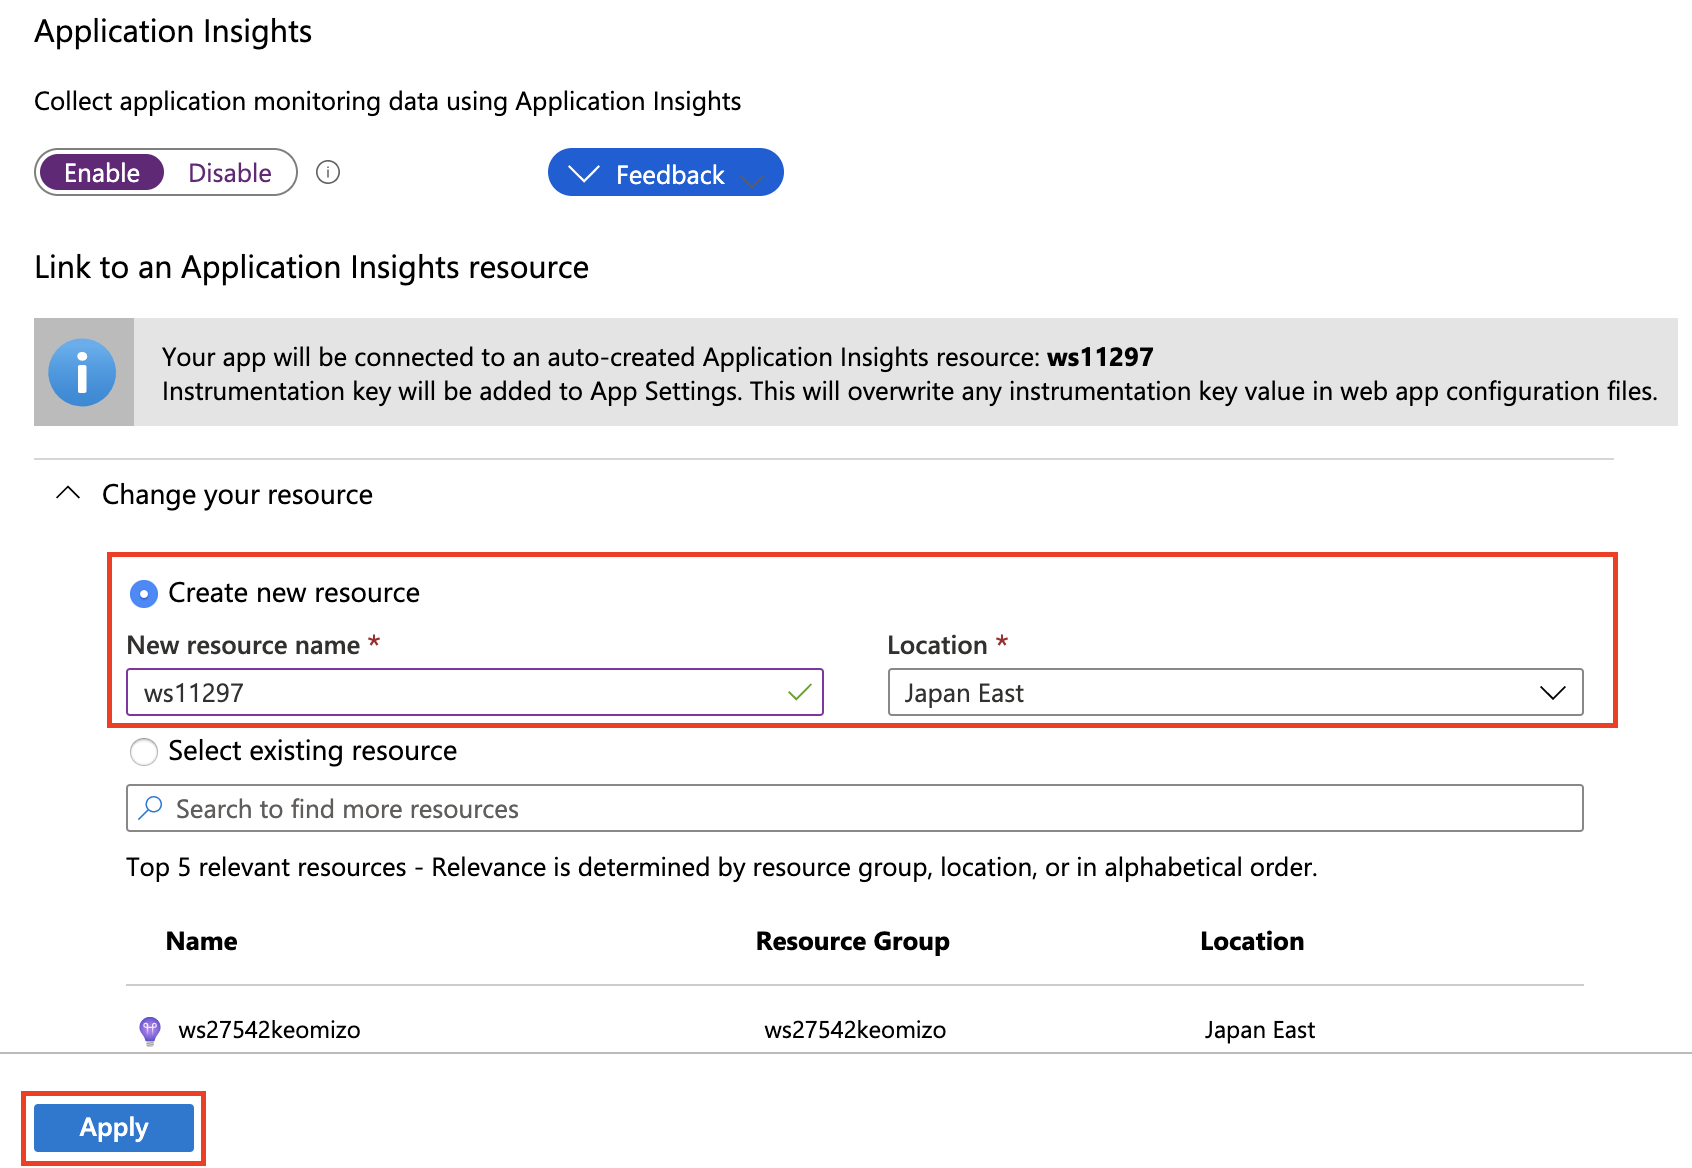 Application Insights
Collect application monitoring data using Application Insights
Enable Disable
Feedback
Link to an Application Insights resource
Your app will be connected to an auto-created Application Insights resource: ws11297
Instrumentation key will be added to App Settings. This will overwrite any instrumentation key value in web app configuration files.
Change your resource
Create new resource
New resource name *
Location *
ws11297
Japan East
Select existing resource
Search to find more resources
Top 5 relevant resources - Relevance is determined by resource group, location, or in alphabetical order.
Name Resource Group Location
ws27542keomizo ws27542keomizo Japan East
Apply